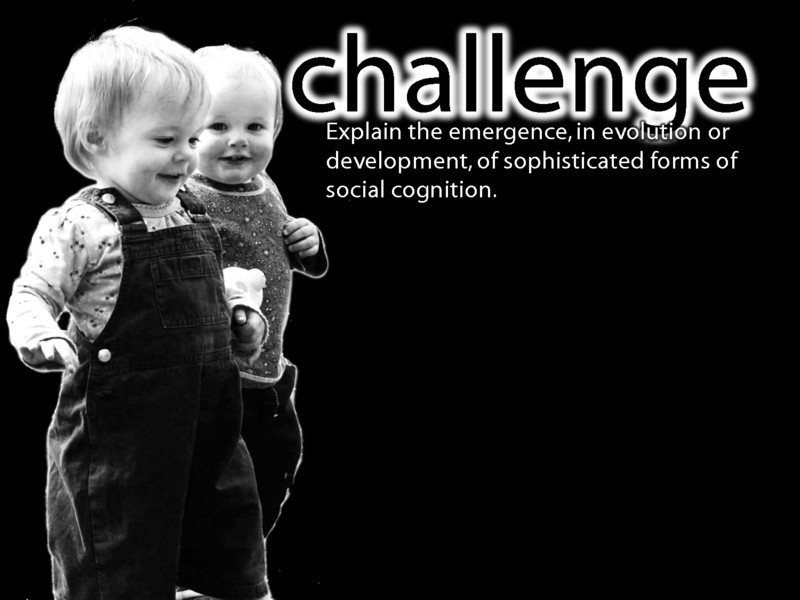 challenge
Explain the emergence, in evolution or
development, of sophisticated forms of
social cognition.